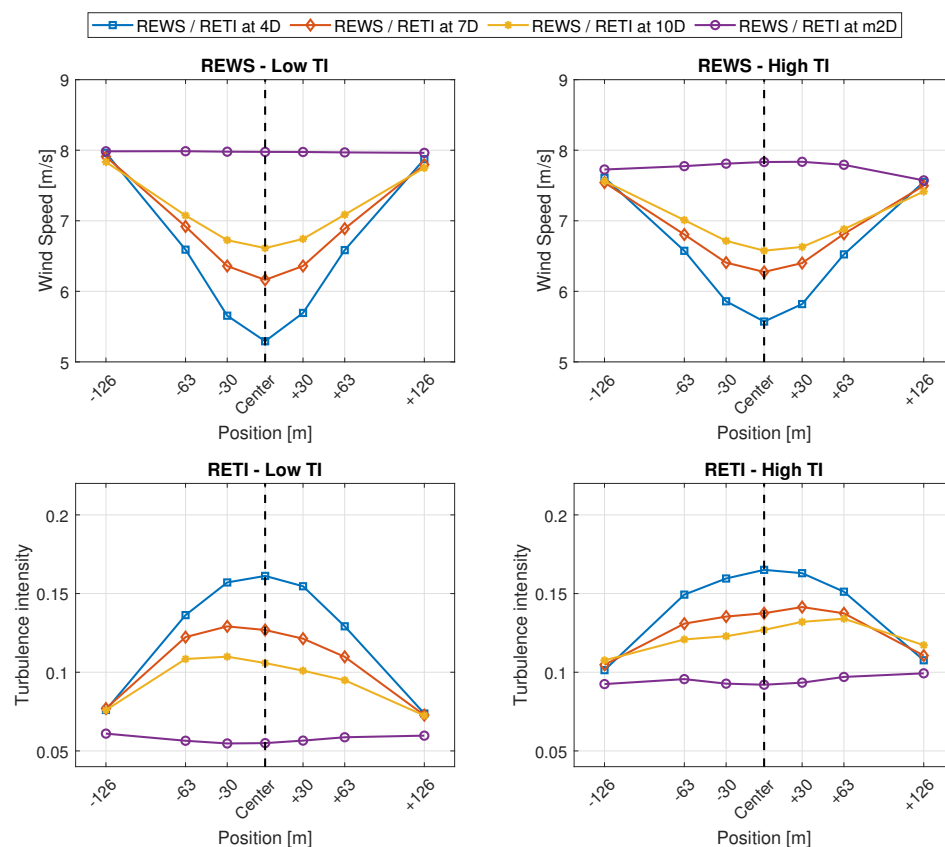 REWS / RETI at 4D REWS / RETI at 7D REWS / RETI at 10D REWS / RETI at m2D
REWS - Low TI
9
8
7
6
5
Wind Speed [m/s]
-126 -63 -30 Center +30 +63 +126
Position [m]
REWS - High TI
9
8
7
6
5
Wind Speed [m/s]
-126 -63 -30 Center +30 +63 +126
Position [m]
RETI - Low TI
0.2
0.15
0.1
0.05
Turbulence intensity
-126 -63 -30 Center +30 +63 +126
Position [m]
RETI - High TI
0.2
0.15
0.1
0.05
Turbulence intensity
-126 -63 -30 Center +30 +63 +126
Position [m]